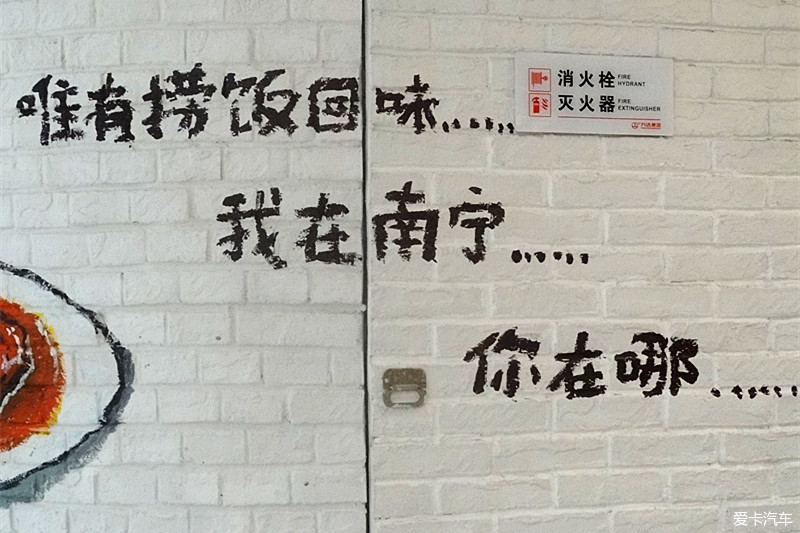 唯有捞饭回味......
消火栓 FIRE HYDRANT
灭火器 FIRE EXTINGUISHER
我在南宁......
你在哪......
爱卡汽车